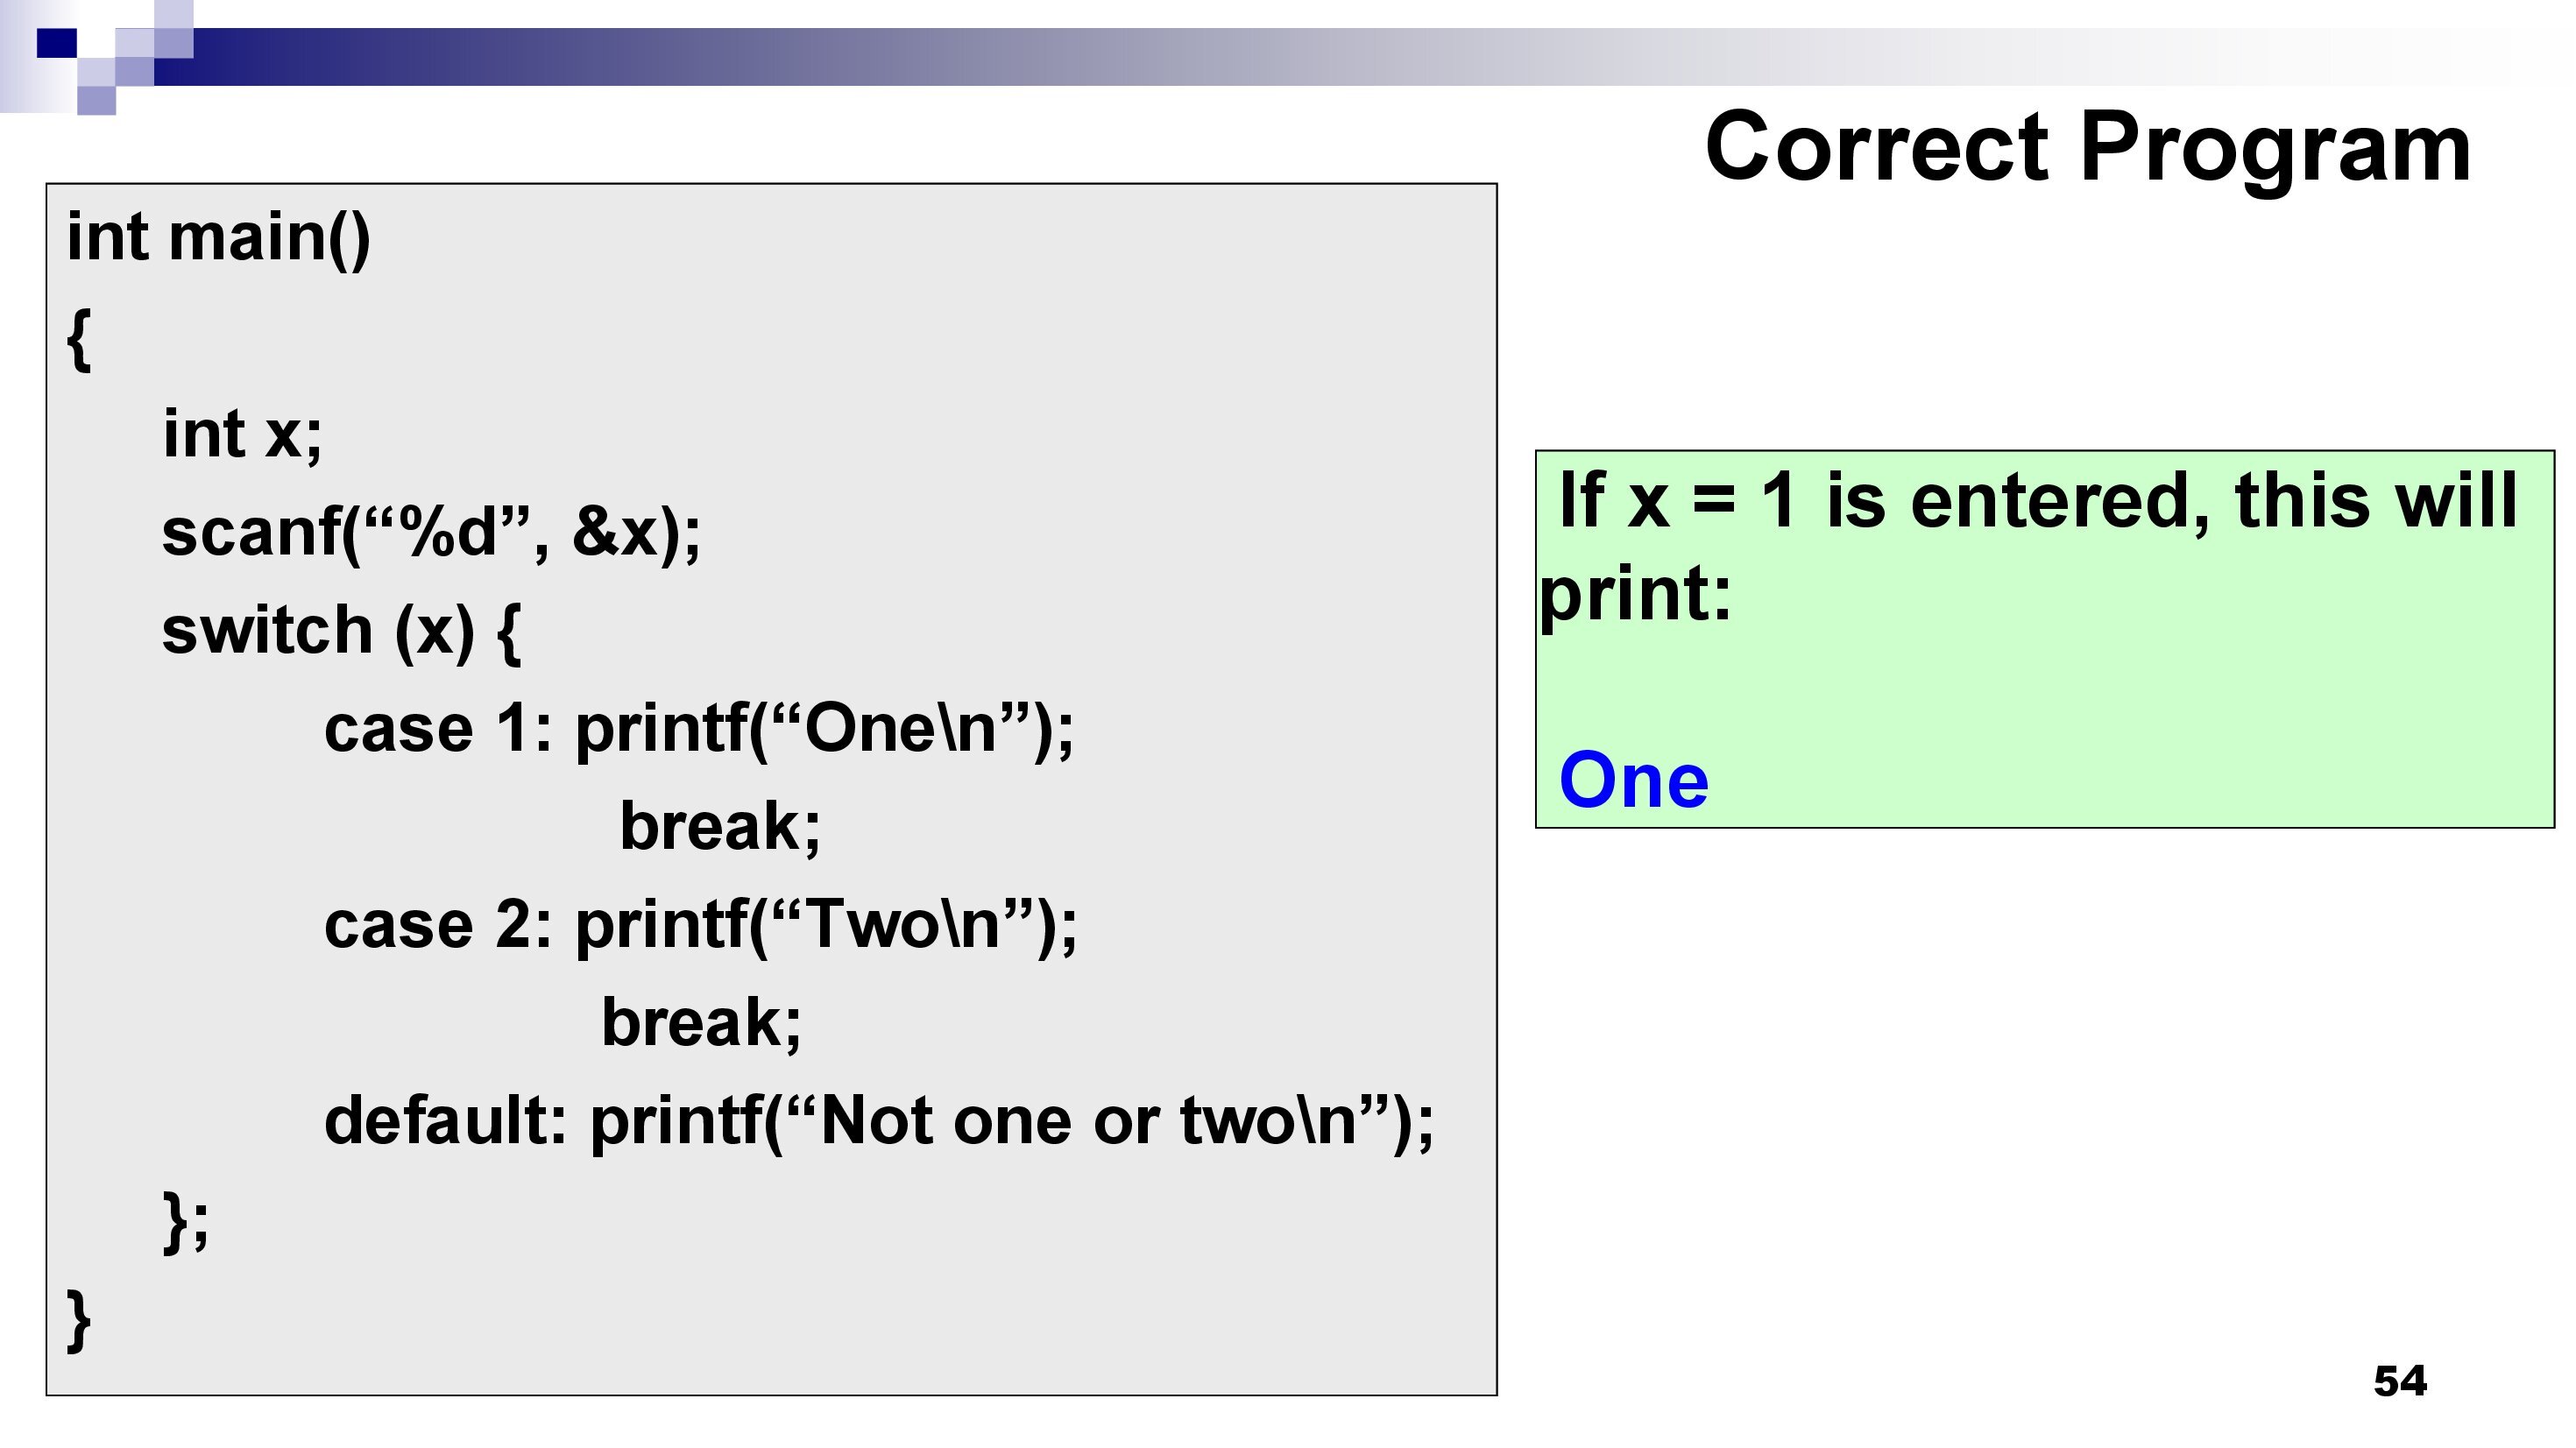 Correct Program
int main()
{
int x;
scanf(“%d”, &x);
switch (x) {
case 1: printf(“One\n”);
break;
case 2: printf(“Two\n”);
break;
default: printf(“Not one or two\n”);
};
}
If x = 1 is entered, this will
print:
One
54